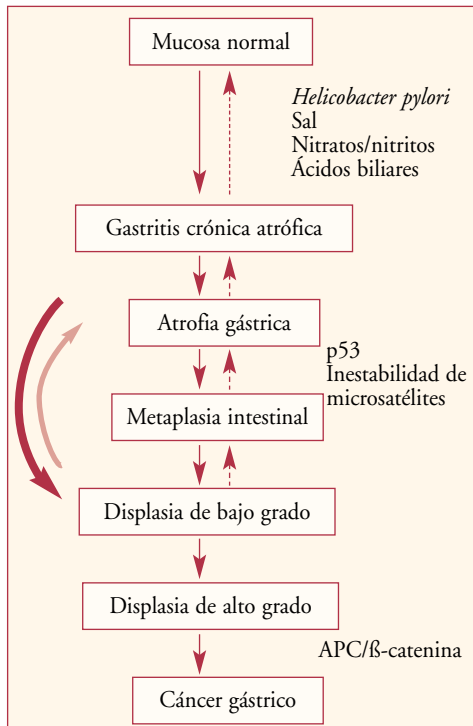 Mucosa normal
Helicobacter pylori
Sal
Nitratos/nitritos
Ácidos biliares
Gastritis crónica atrófica
Atrofia gástrica
p53
Inestabilidad de
microsatélites
Metaplasia intestinal
Displasia de bajo grado
Displasia de alto grado
APC/ß-catenina
Cáncer gástrico